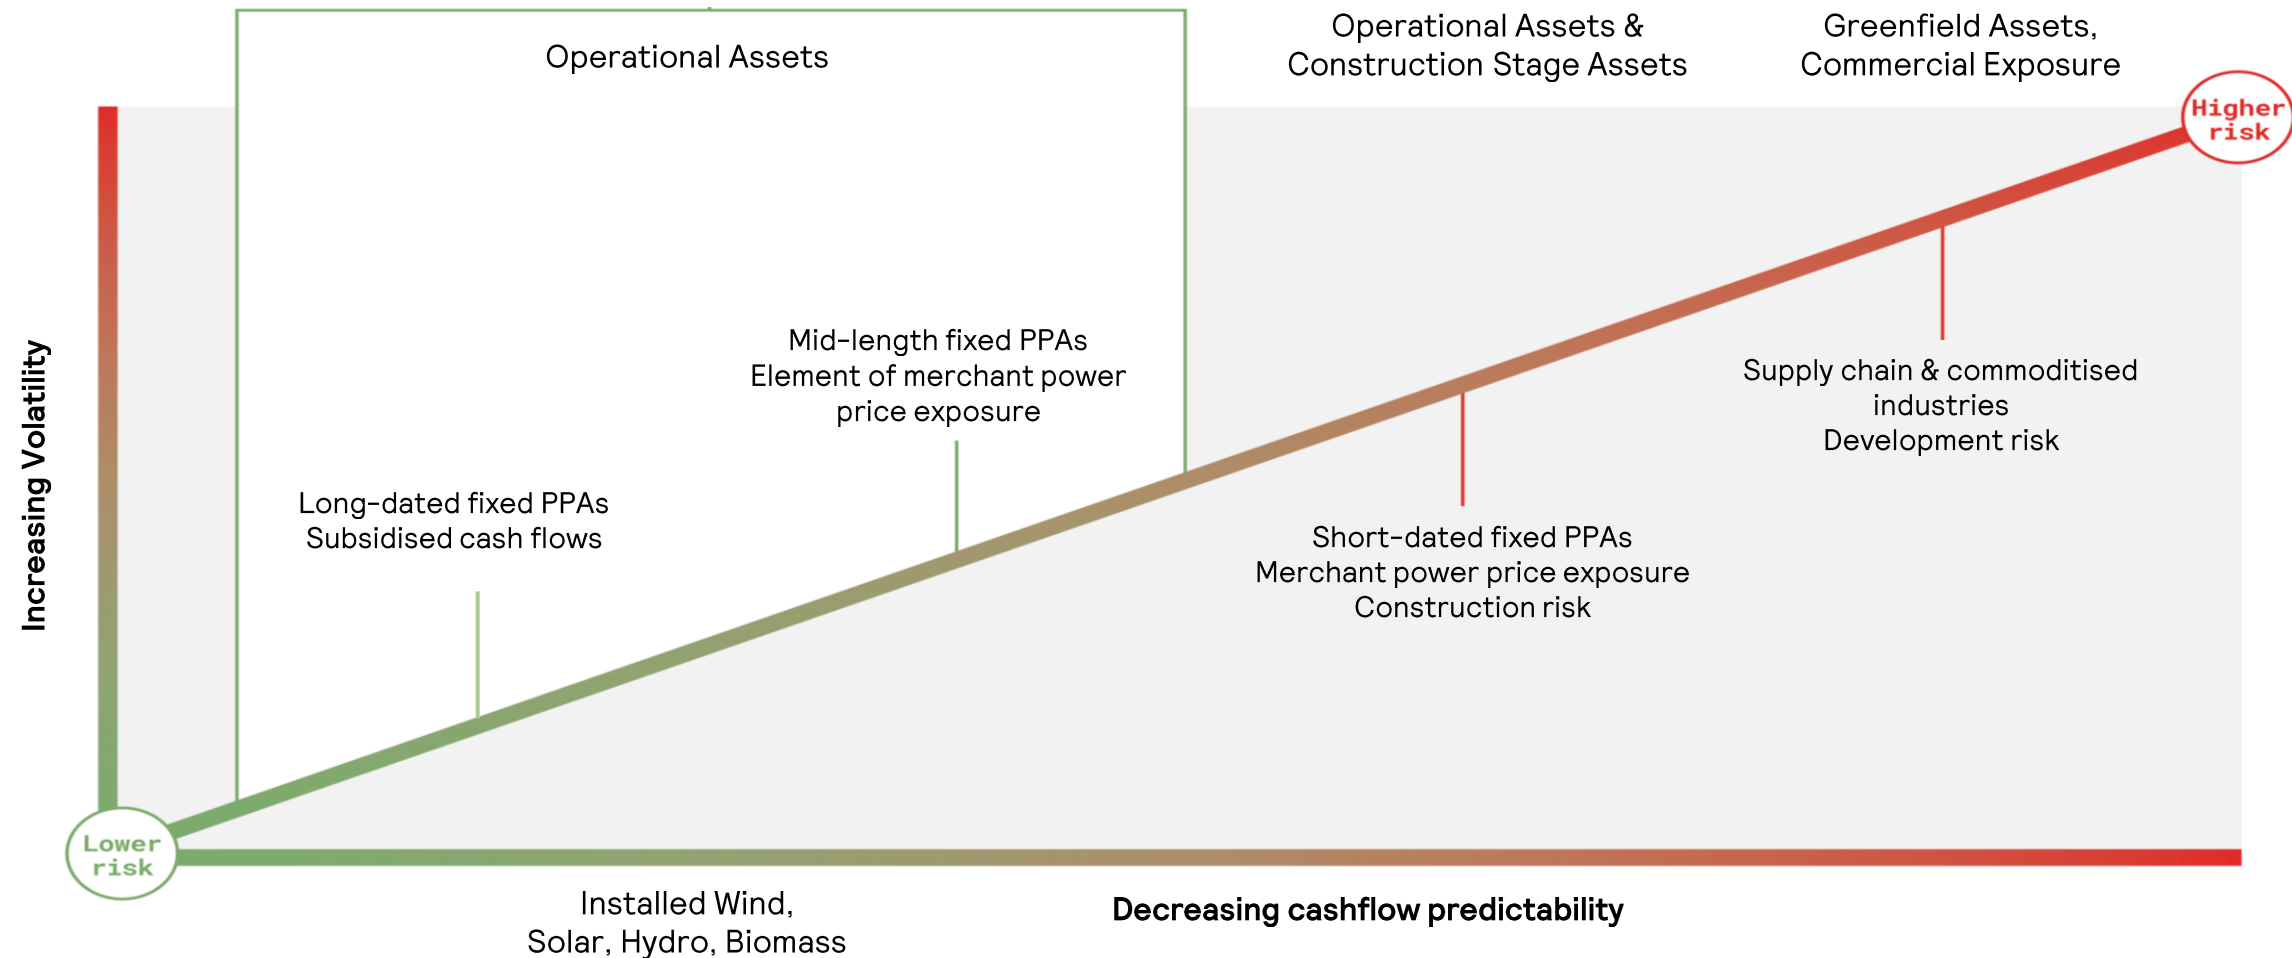 Operational Assets
Operational Assets &
Construction Stage Assets
Greenfield Assets,
Commercial Exposure
Higher
risk
Increasing Volatility
Long-dated fixed PPAs
Subsidised cash flows
Mid-length fixed PPAs
Element of merchant power
price exposure
Short-dated fixed PPAs
Merchant power price exposure
Construction risk
Supply chain & commoditised
industries
Development risk
Lower
risk
Installed Wind,
Solar, Hydro, Biomass
Decreasing cashflow predictability